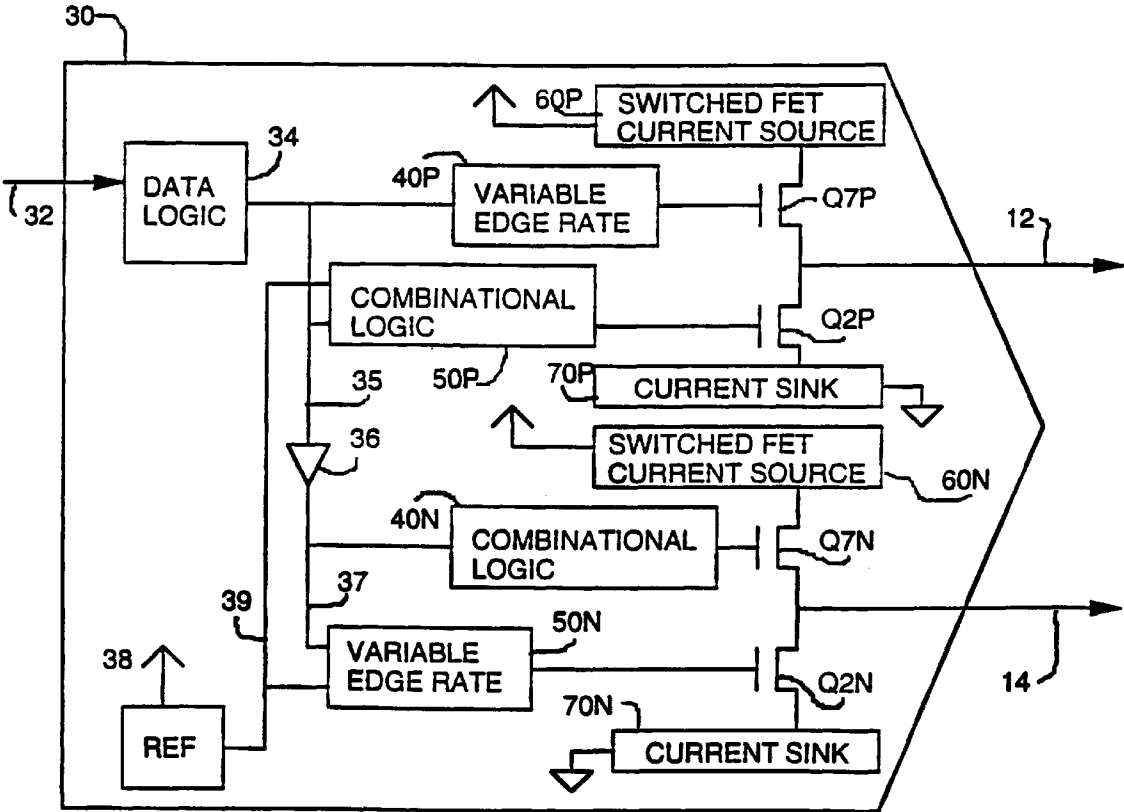 30
60P
SWITCHED FET
CURRENT SOURCE
34
DATA
LOGIC
32
40P
VARIABLE
EDGE RATE
Q7P
12
COMBINATIONAL
LOGIC
Q2P
50P
70P
CURRENT SINK
35
36
SWITCHED FET
CURRENT SOURCE
60N
40N
COMBINATIONAL
LOGIC
Q7N
37
39
50N
VARIABLE
EDGE RATE
38
Q2N
14
REF
70N
CURRENT SINK